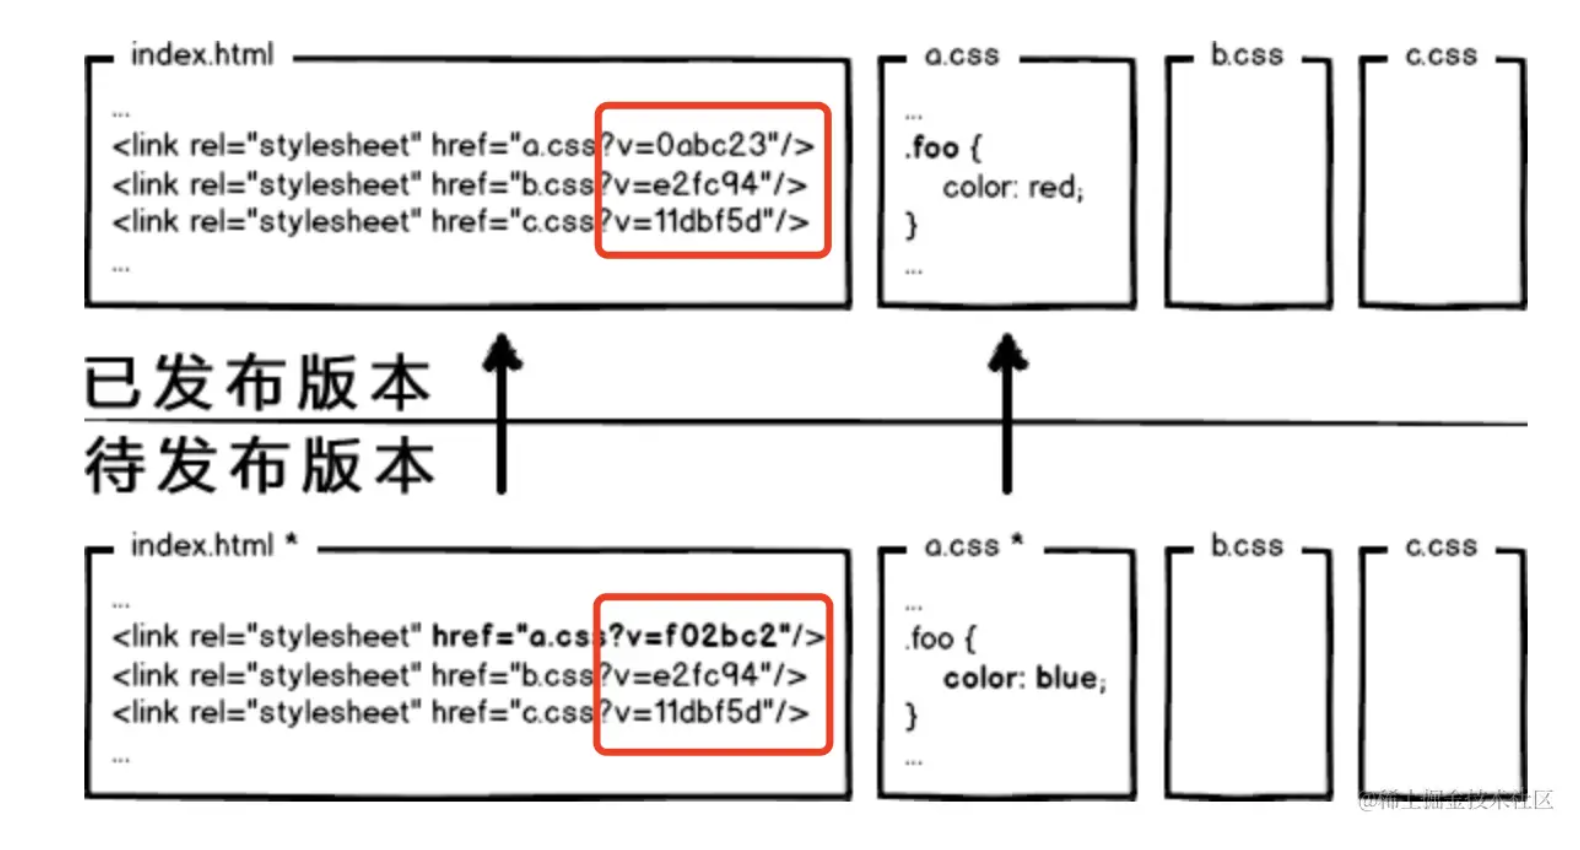 index.html
...
<link rel="stylesheet" href="a.css?v=0abc23"/>
<link rel="stylesheet" href="b.css?v=e2fc94"/>
<link rel="stylesheet" href="c.css?v=11dbf5d"/>
...
a.css
...
.foo {
color: red;
}
...
b.css
c.css
已发布版本
待发布版本
index.html *
...
<link rel="stylesheet" href="a.css?v=f02bc2"/>
<link rel="stylesheet" href="b.css?v=e2fc94"/>
<link rel="stylesheet" href="c.css?v=11dbf5d"/>
...
a.css *
...
.foo {
color: blue;
}
...
b.css
c.css
@稀土掘金技术社区